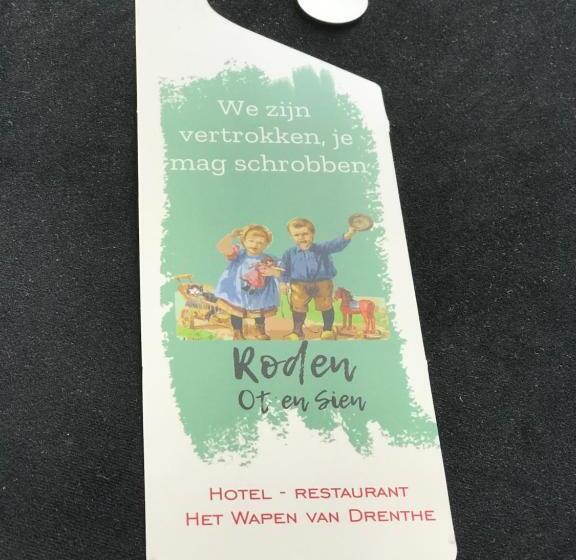 We zijn
vertrokken, je
mag schrobben
Roden
Ot en Sien
HOTEL - RESTAURANT
HET WAPEN VAN DRENTHE